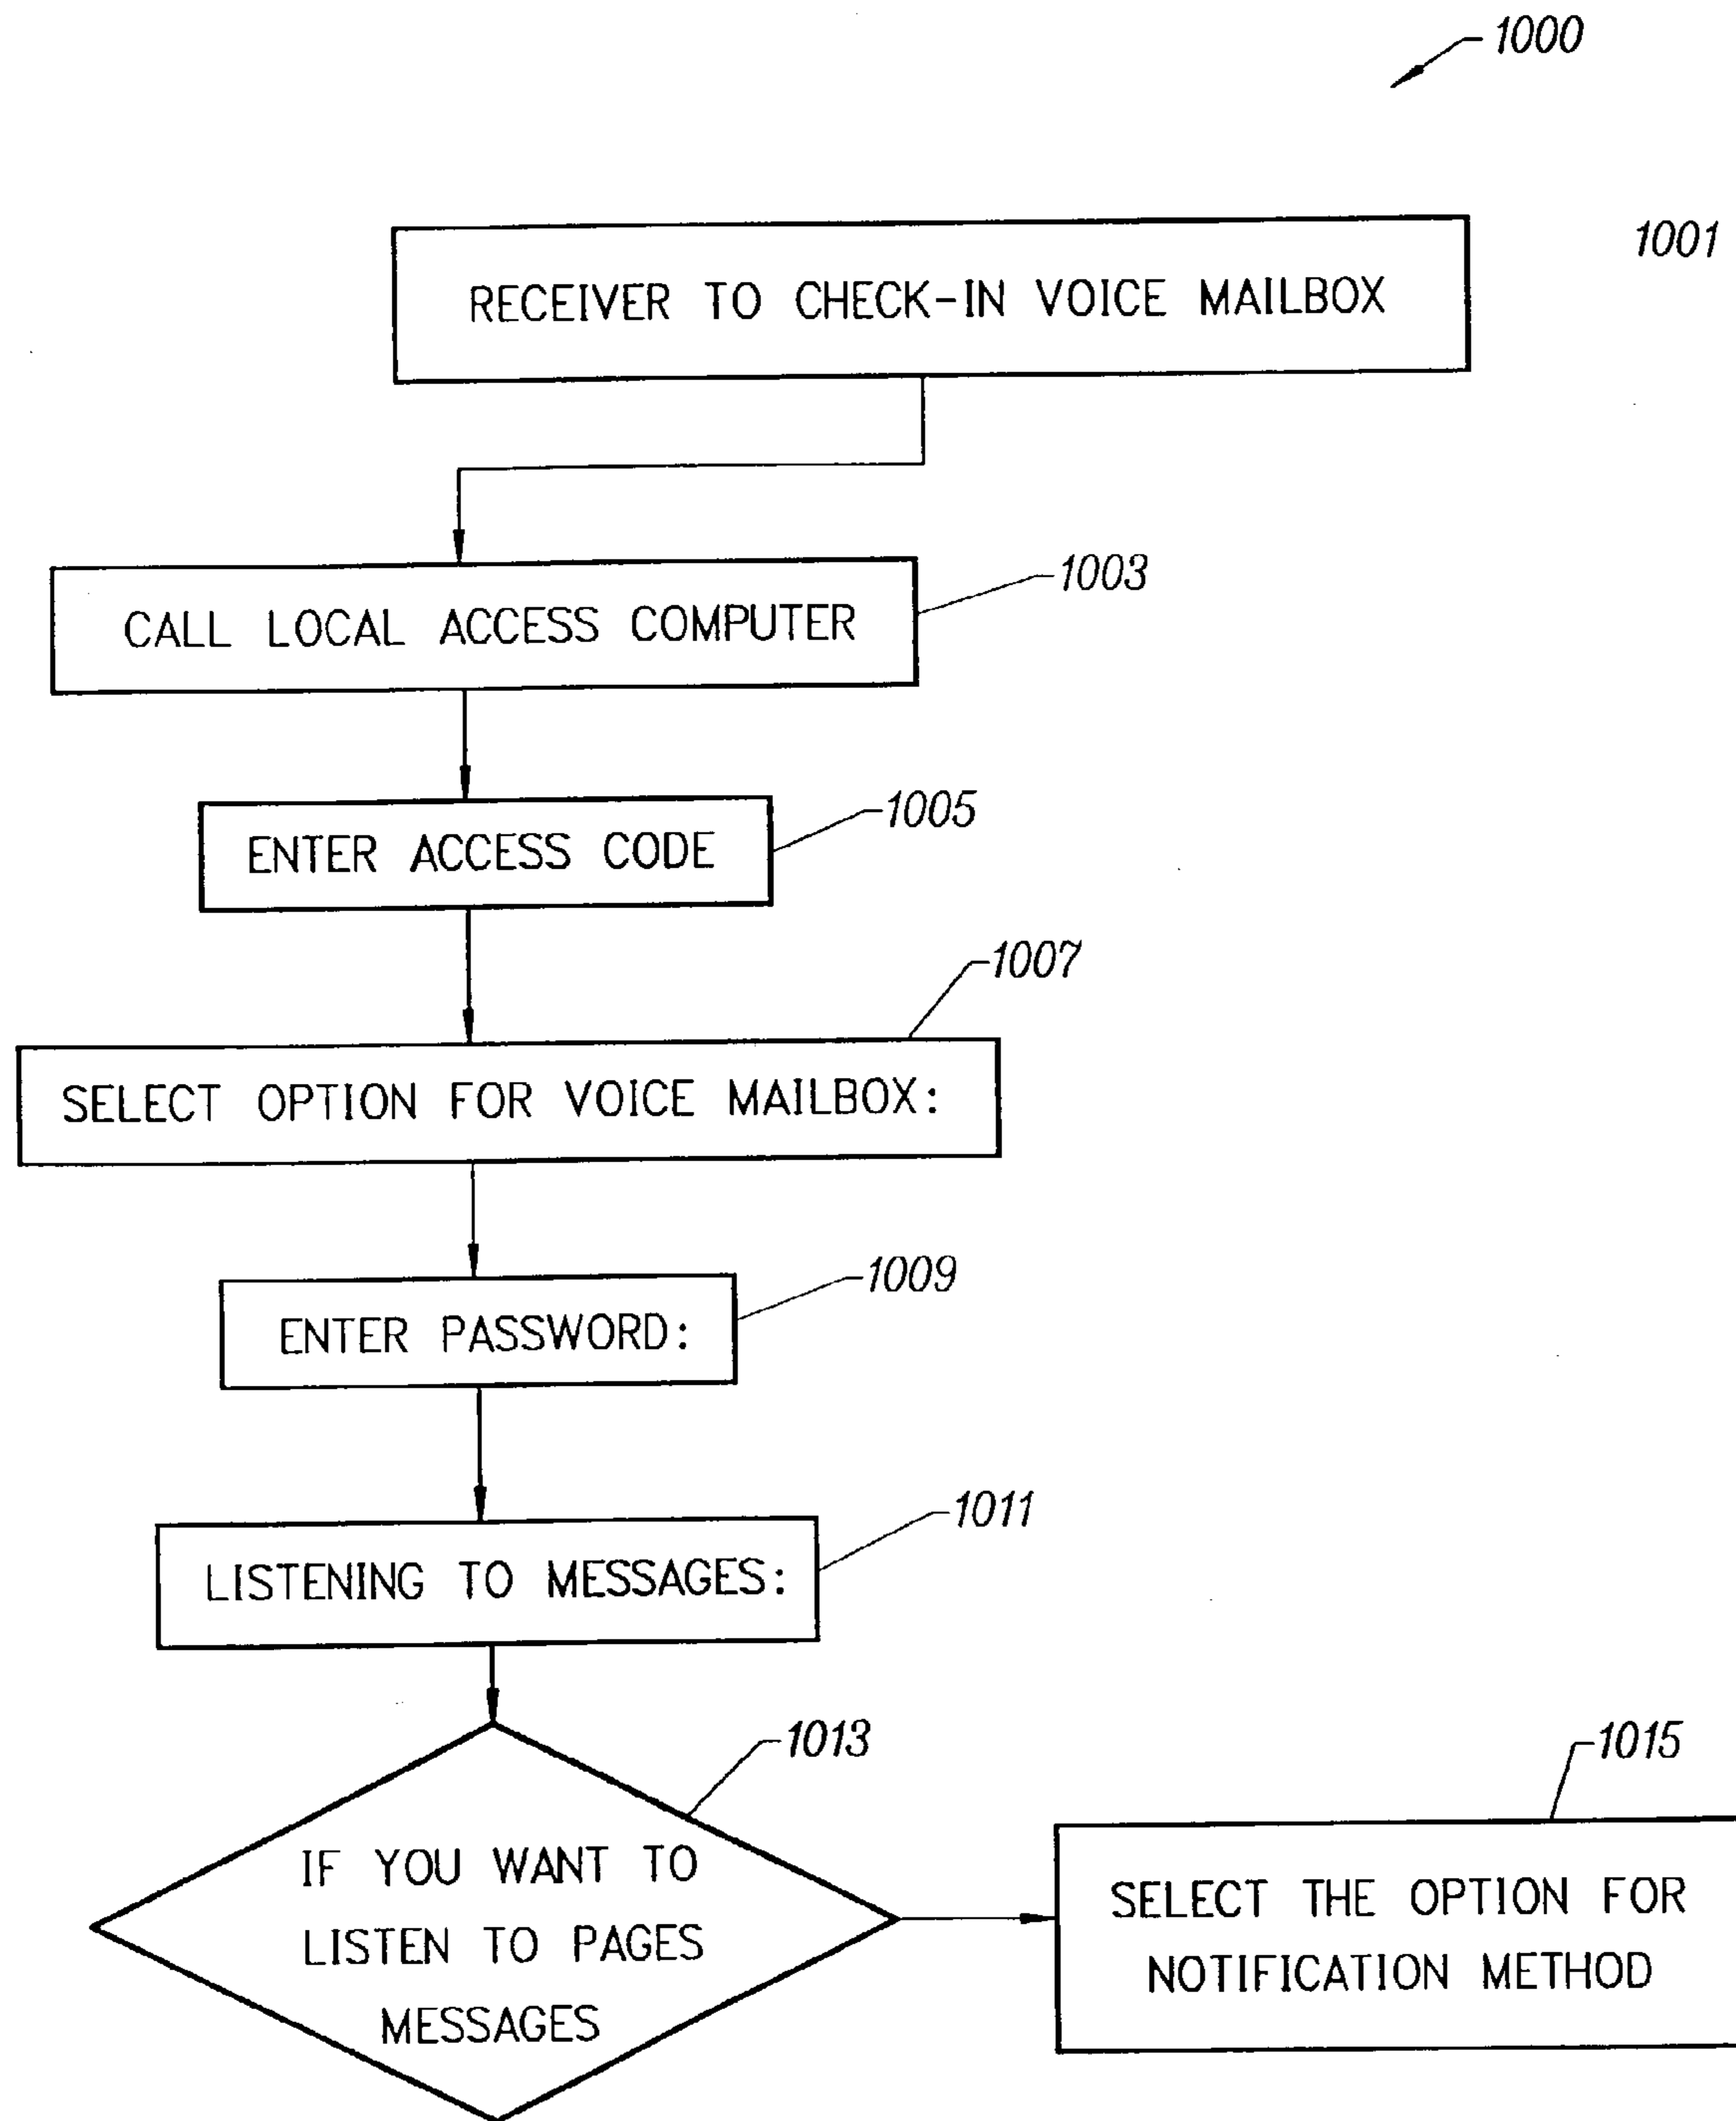 1000
1001
RECEIVER TO CHECK-IN VOICE MAILBOX
1003
CALL LOCAL ACCESS COMPUTER
1005
ENTER ACCESS CODE
1007
SELECT OPTION FOR VOICE MAILBOX:
1009
ENTER PASSWORD:
1011
LISTENING TO MESSAGES:
1013
IF YOU WANT TO
LISTEN TO PAGES
MESSAGES
1015
SELECT THE OPTION FOR
NOTIFICATION METHOD